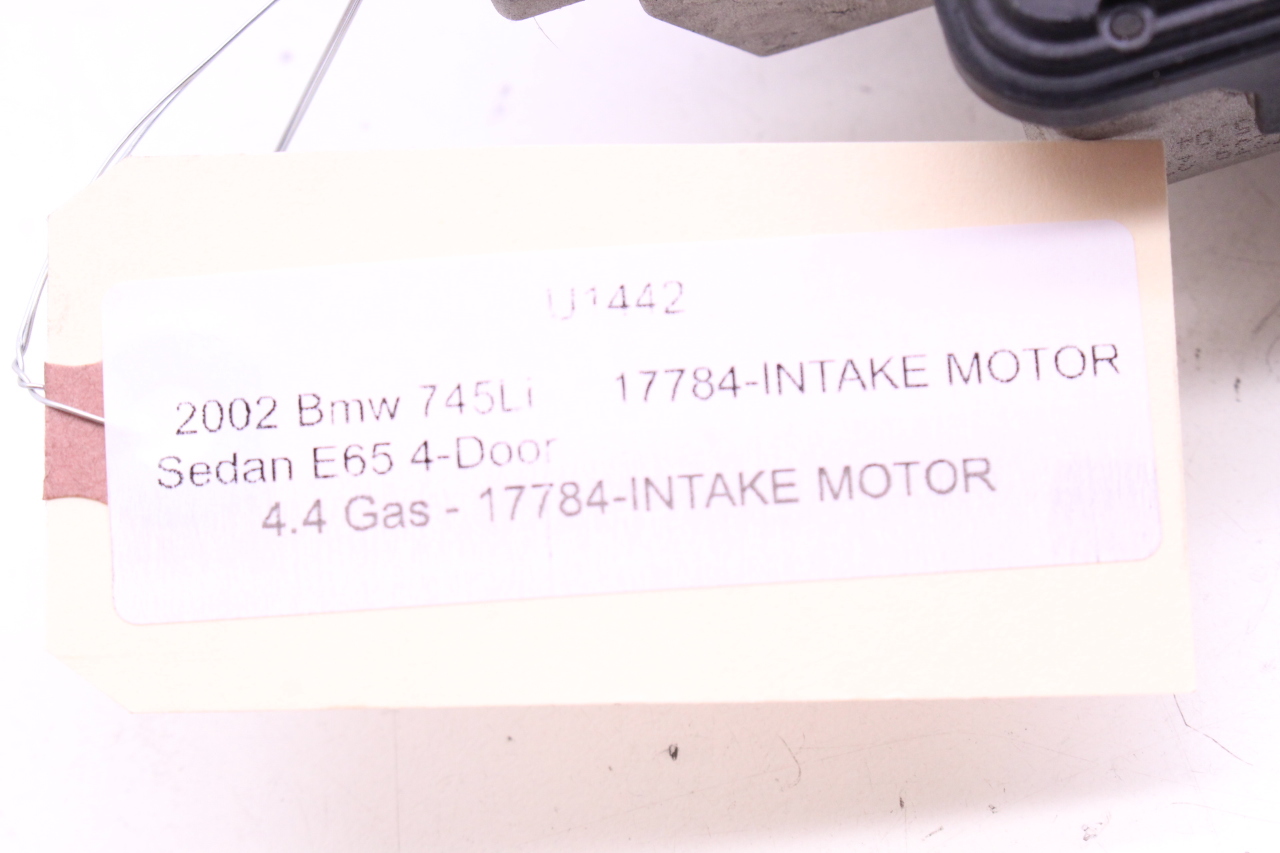 U1442
2002 Bmw 745Li 17784-INTAKE MOTOR
Sedan E65 4-Door
4.4 Gas - 17784-INTAKE MOTOR